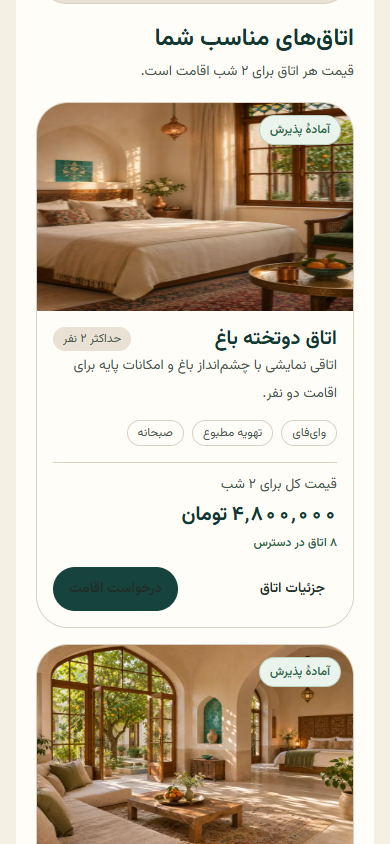 اتاق‌های مناسب شما
قیمت هر اتاق برای ۲ شب اقامت است.
آمادهٔ پذیرش
اتاق دوتخته باغ
حداکثر ۲ نفر
اتاقی نمایشی با چشم‌انداز باغ و امکانات پایه برای
اقامت دو نفر.
وای‌فای
تهویه مطبوع
صبحانه
قیمت کل برای ۲ شب
۴,۸۰۰,۰۰۰ تومان
۸ اتاق در دسترس
جزئیات اتاق
درخواست اقامت
آمادهٔ پذیرش